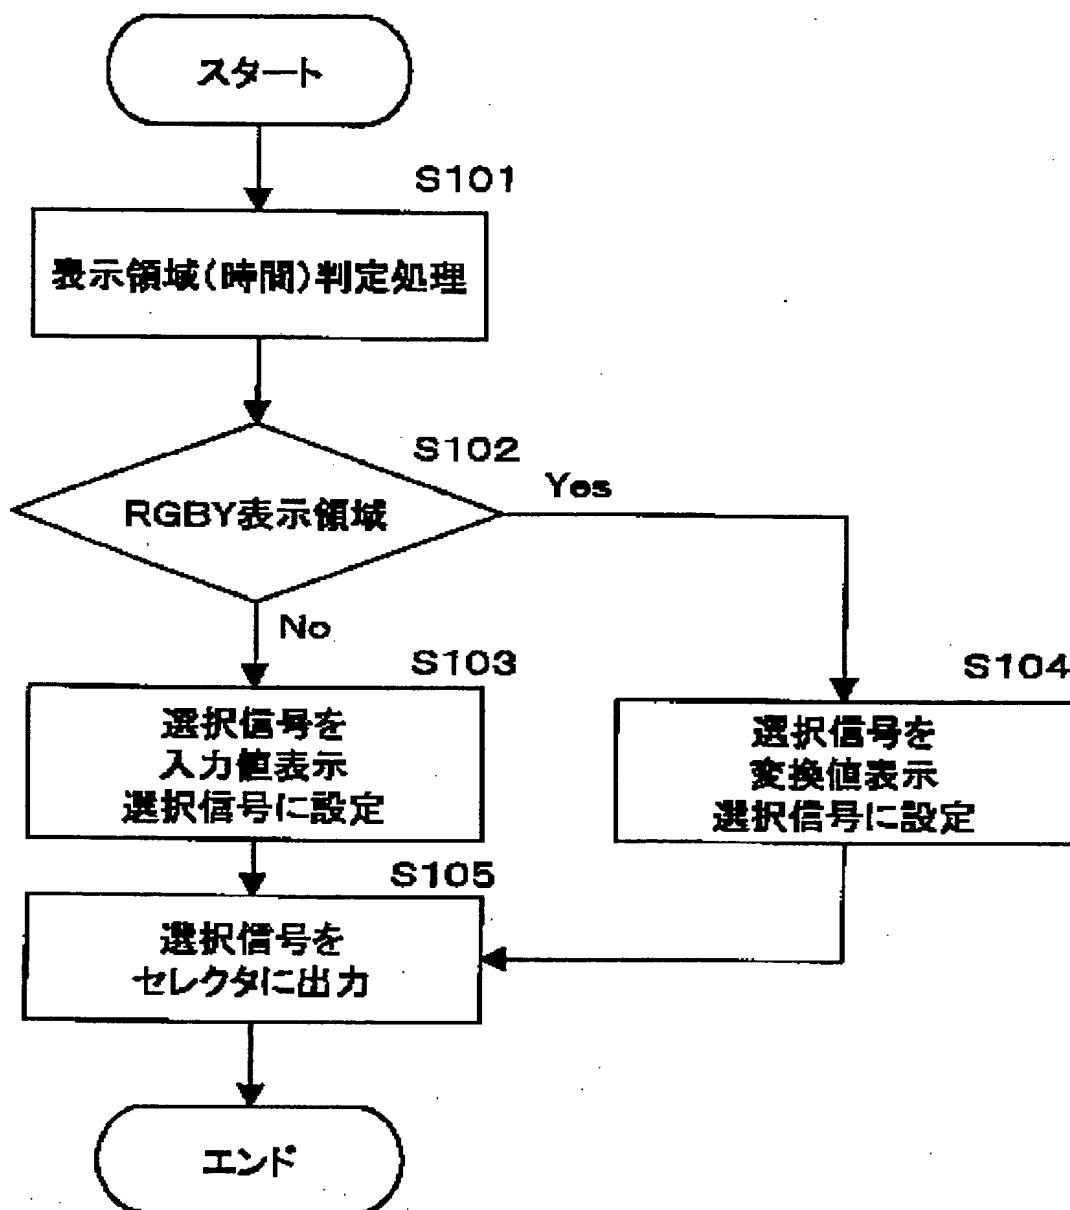 スタート
S101
表示領域(時間)判定処理
S102
RGBY表示領域
Yes
No
S103
選択信号を
入力値表示
選択信号に設定
S104
選択信号を
変換値表示
選択信号に設定
S105
選択信号を
セレクタに出力
エンド